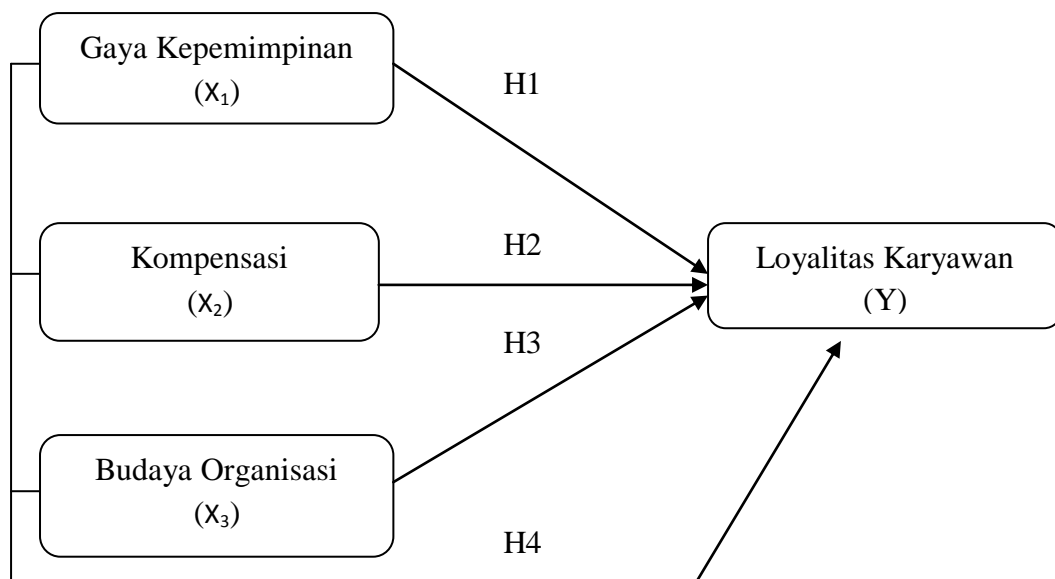 Gaya Kepemimpinan
(X₁)
H1
Kompensasi
(X₂)
H2
Loyalitas Karyawan
(Y)
H3
Budaya Organisasi
(X₃)
H4